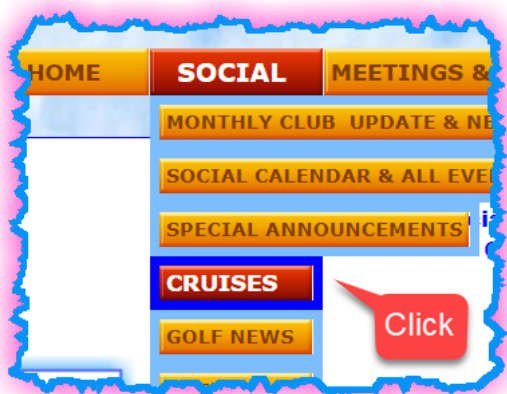 HOME SOCIAL MEETINGS &
MONTHLY CLUB UPDATE & NE
SOCIAL CALENDAR & ALL EVE
SPECIAL ANNOUNCEMENTS
CRUISES
Click
GOLF NEWS